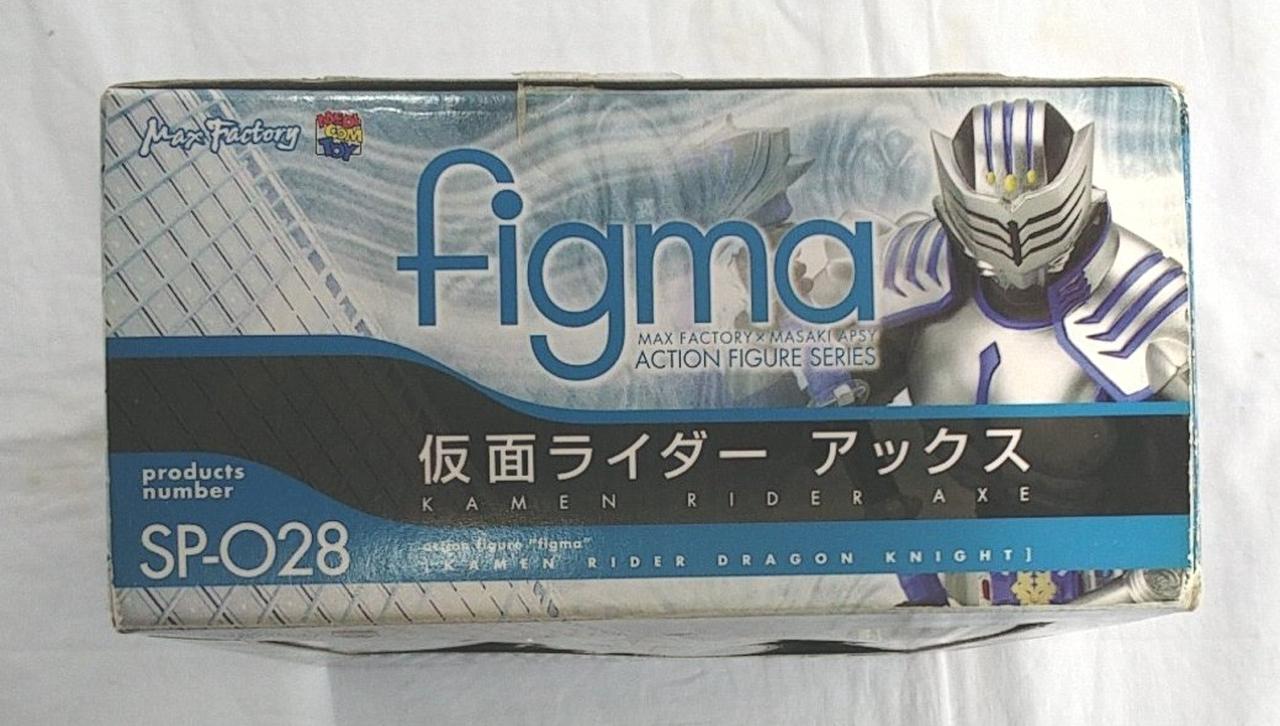 Max Factory
MEDICOM TOY
figma
MAX FACTORY × MASAKI APSY
ACTION FIGURE SERIES
仮面ライダー アックス
KAMEN RIDER AXE
products
number
SP-028
action figure "figma"
[KAMEN RIDER DRAGON KNIGHT]